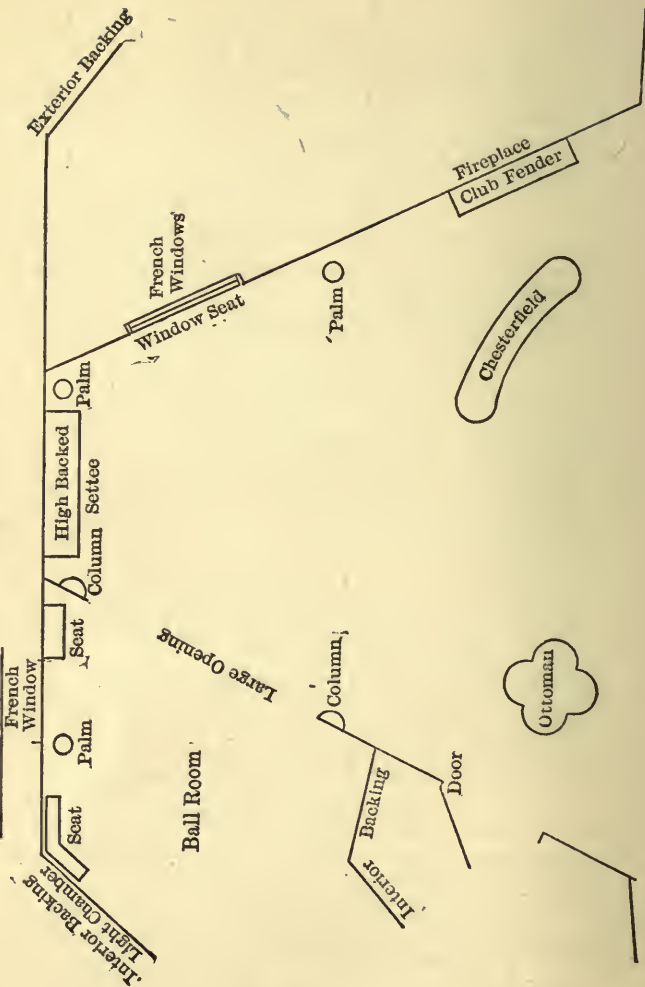 Exterior Backing
French
Windows
Window Seat
Fireplace
Club Fender
Palm
Chesterfield
Palm
High Backed
Settee
Column
Seat
French
Window
Palm
Seat
Interior Backing
Light Chamber
Large Opening
Ball Room
Column
Backing
Interior
Door
Ottoman